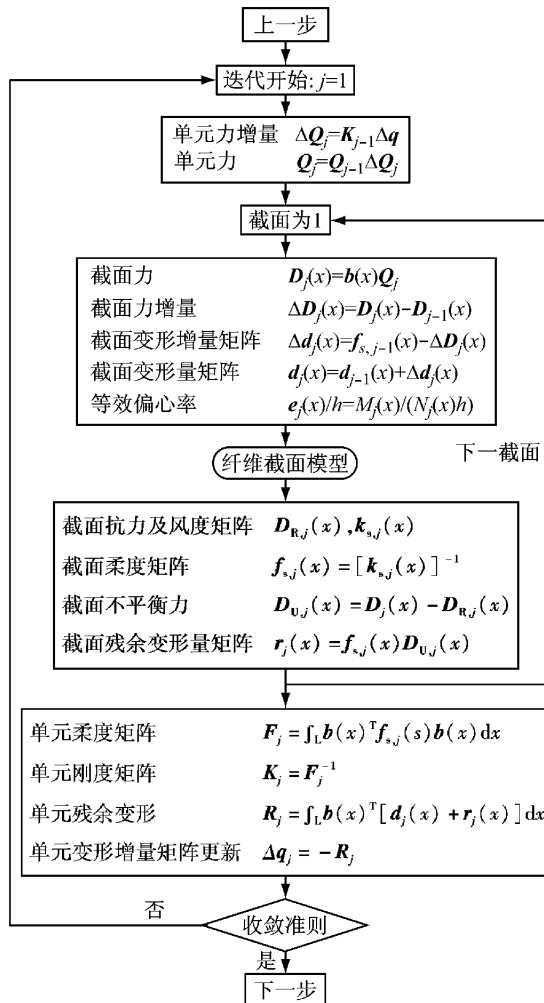 上一步
迭代开始: j=1
单元力增量 ΔQ_j=K_{j-1}Δq
单元力 Q_j=Q_{j-1}ΔQ_j
截面为1
截面力 D_j(x)=b(x)Q_j
截面力增量 ΔD_j(x)=D_j(x)-D_{j-1}(x)
截面变形增量矩阵 Δd_j(x)=f_{s,j-1}(x)-ΔD_j(x)
截面变形量矩阵 d_j(x)=d_{j-1}(x)+Δd_j(x)
等效偏心率 e_j(x)/h=M_j(x)/(N_j(x)h)
下一截面
纤维截面模型
截面抗力及风度矩阵 D_{R,j}(x),k_{s,j}(x)
截面柔度矩阵 f_{s,j}(x)=[k_{s,j}(x)]^{-1}
截面不平衡力 D_{U,j}(x)=D_j(x)-D_{R,j}(x)
截面残余变形量矩阵 r_j(x)=f_{s,j}(x)D_{U,j}(x)
单元柔度矩阵 F_j=∫_L b(x)^T f_{s,j}(s)b(x)dx
单元刚度矩阵 K_j=F_j^{-1}
单元残余变形 R_j=∫_L b(x)^T[d_j(x)+r_j(x)]dx
单元变形增量矩阵更新 Δq_j=-R_j
否
收敛准则
是
下一步